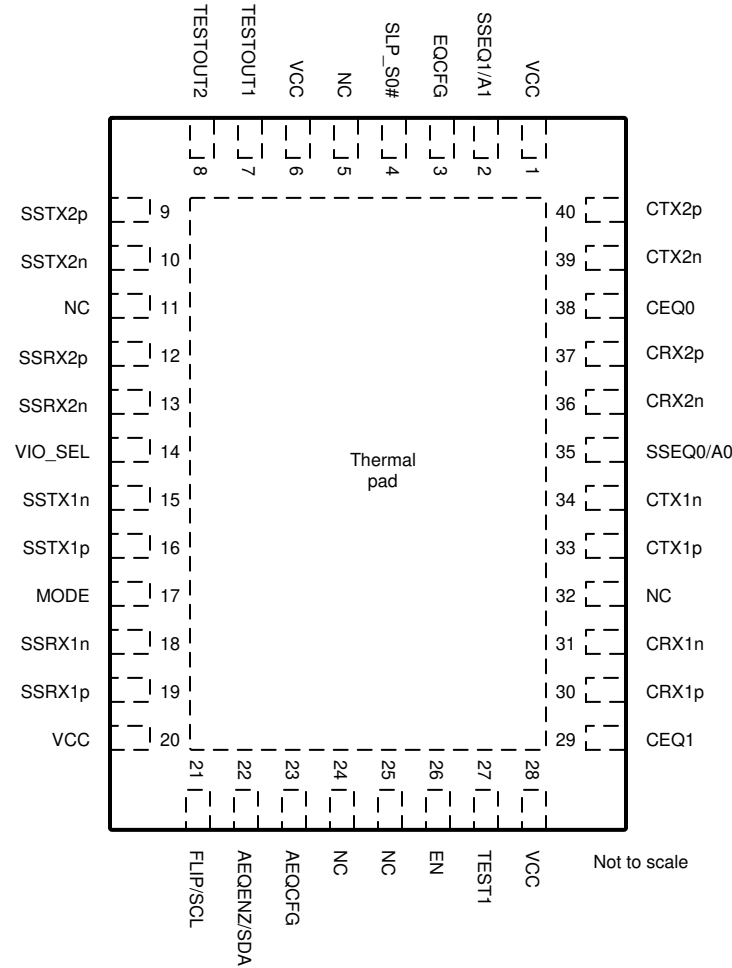 TESTOUT2
TESTOUT1
VCC
NC
SLP_S0#
EQCFG
SSEQ1/A1
VCC
8
7
6
5
4
3
2
1
SSTX2p 9
40 CTX2p
SSTX2n 10
39 CTX2n
NC 11
38 CEQ0
SSRX2p 12
37 CRX2p
SSRX2n 13
36 CRX2n
VIO_SEL 14
35 SSEQ0/A0
Thermal
pad
SSTX1n 15
34 CTX1n
SSTX1p 16
33 CTX1p
MODE 17
32 NC
SSRX1n 18
31 CRX1n
SSRX1p 19
30 CRX1p
VCC 20
29 CEQ1
21
22
23
24
25
26
27
28
FLIP/SCL
AEQENZ/SDA
AEQCFG
NC
NC
EN
TEST1
VCC
Not to scale